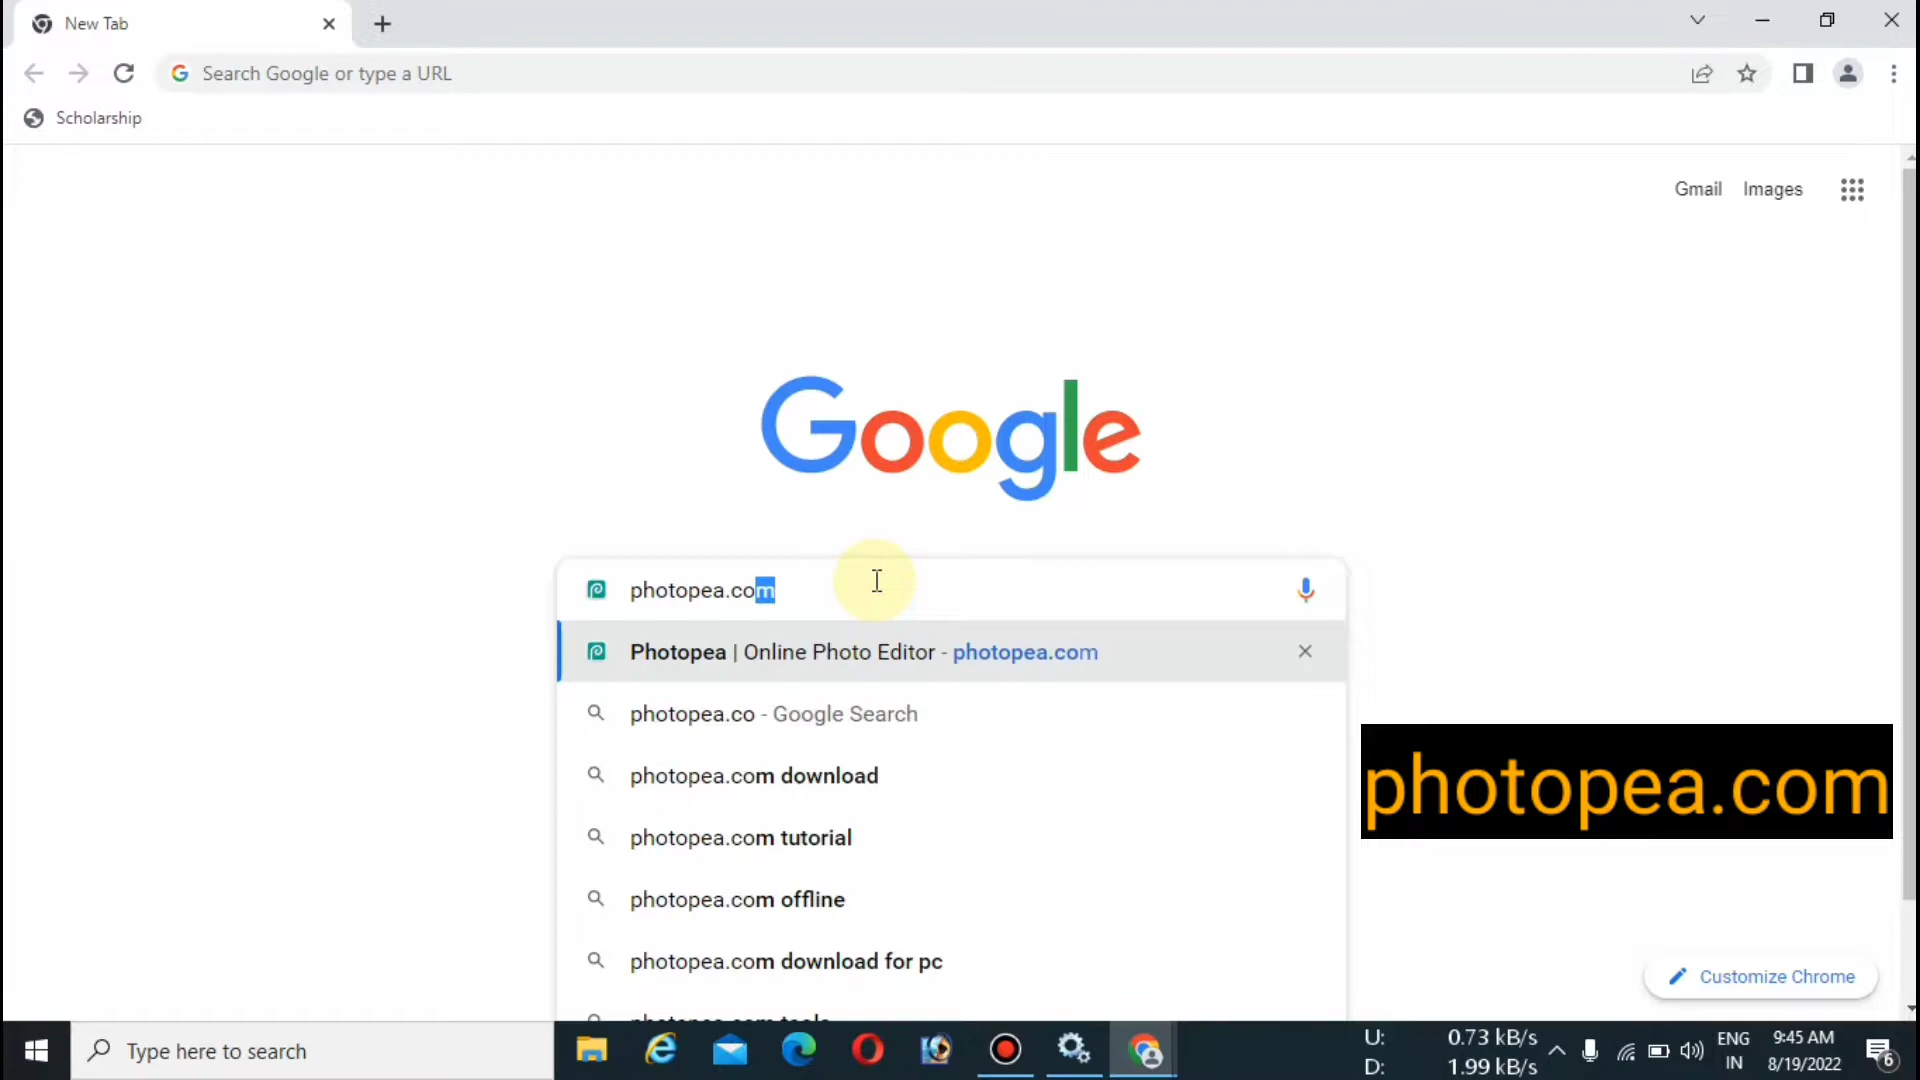 New Tab
Search Google or type a URL
Scholarship
Gmail Images
Google
photopea.com
Photopea | Online Photo Editor - photopea.com
photopea.co - Google Search
photopea.com download
photopea.com tutorial
photopea.com offline
photopea.com download for pc
photopea.com
Customize Chrome
Type here to search
U: 0.73 kB/s
D: 1.99 kB/s
ENG
IN
9:45 AM
8/19/2022
6